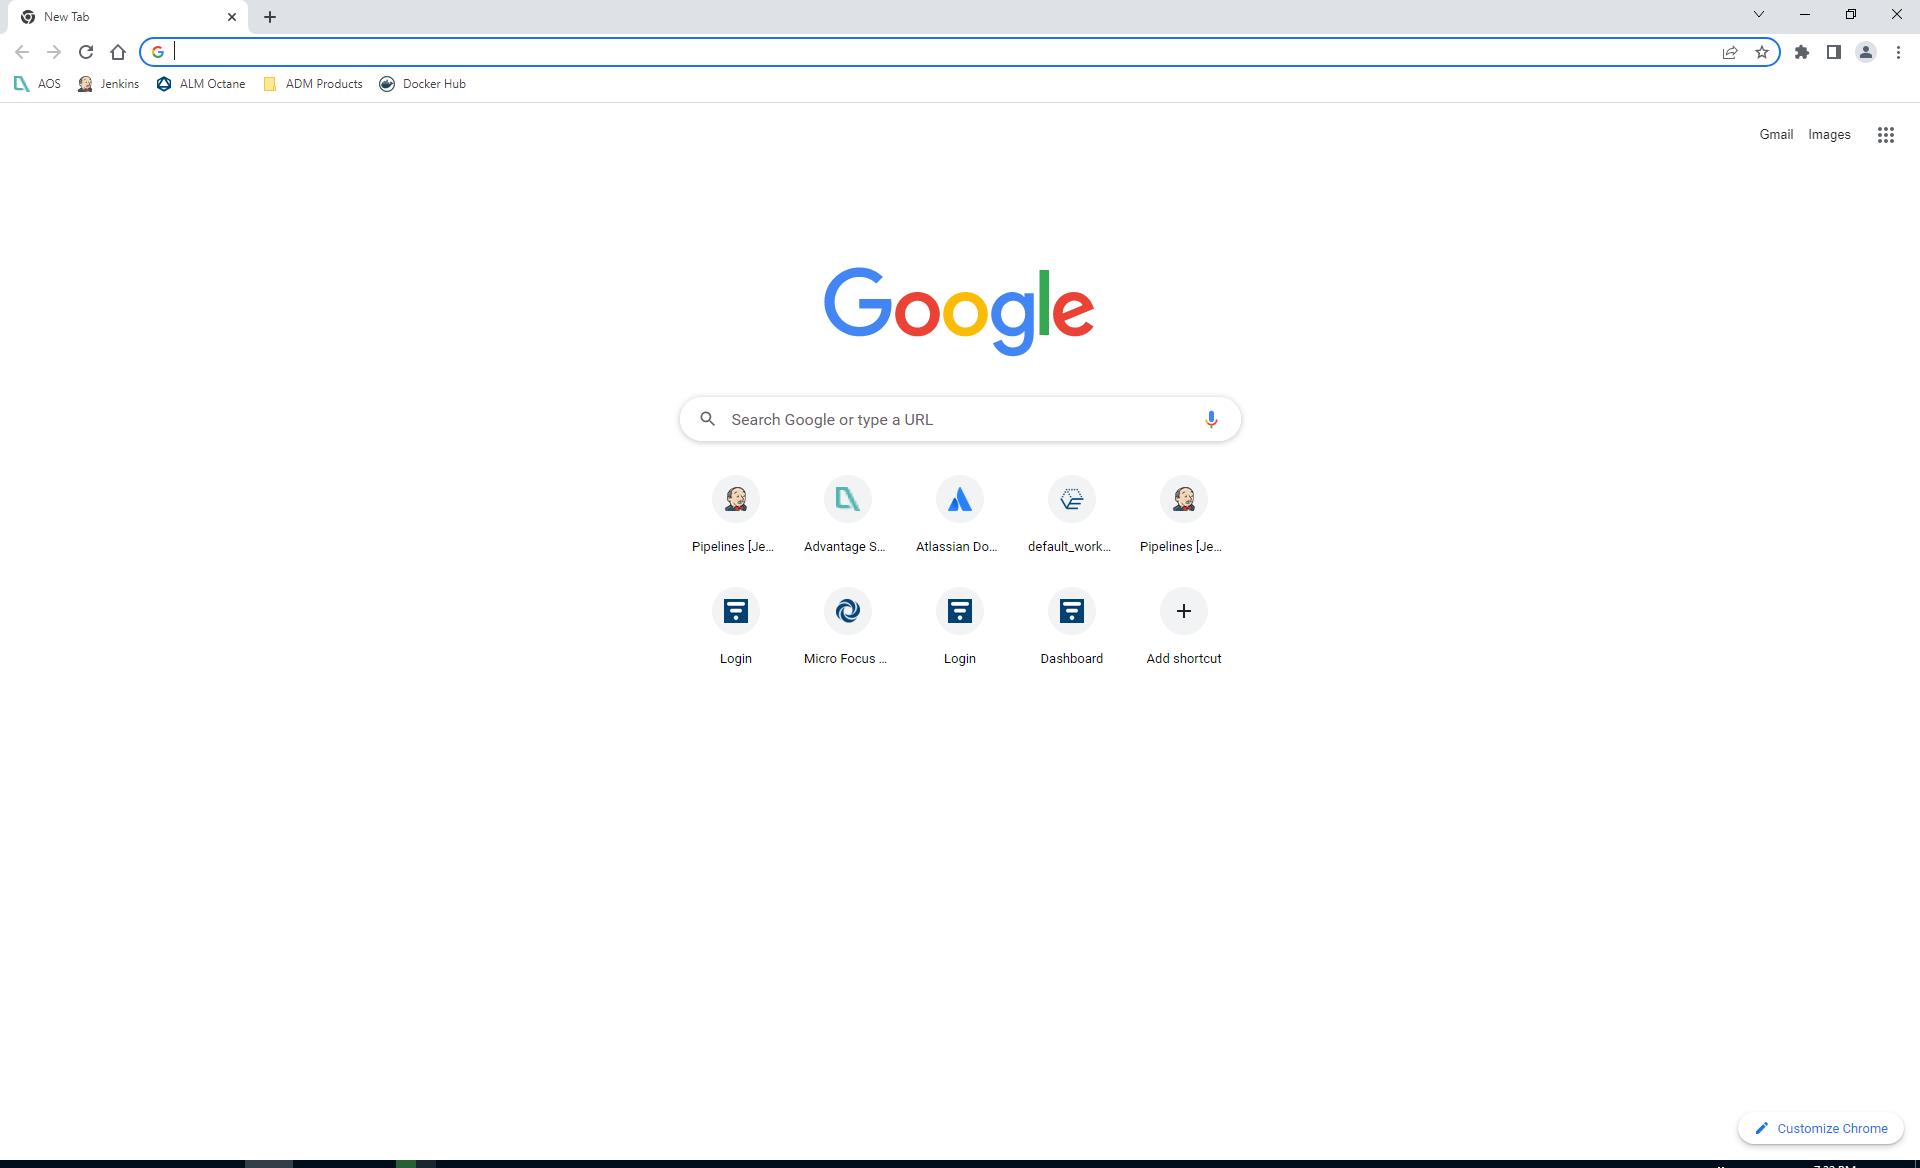 New Tab
AOS Jenkins ALM Octane ADM Products Docker Hub
Gmail Images
Google
Search Google or type a URL
Pipelines [Je... Advantage S... Atlassian Do... default_work... Pipelines [Je...
Login Micro Focus ... Login Dashboard Add shortcut
Customize Chrome